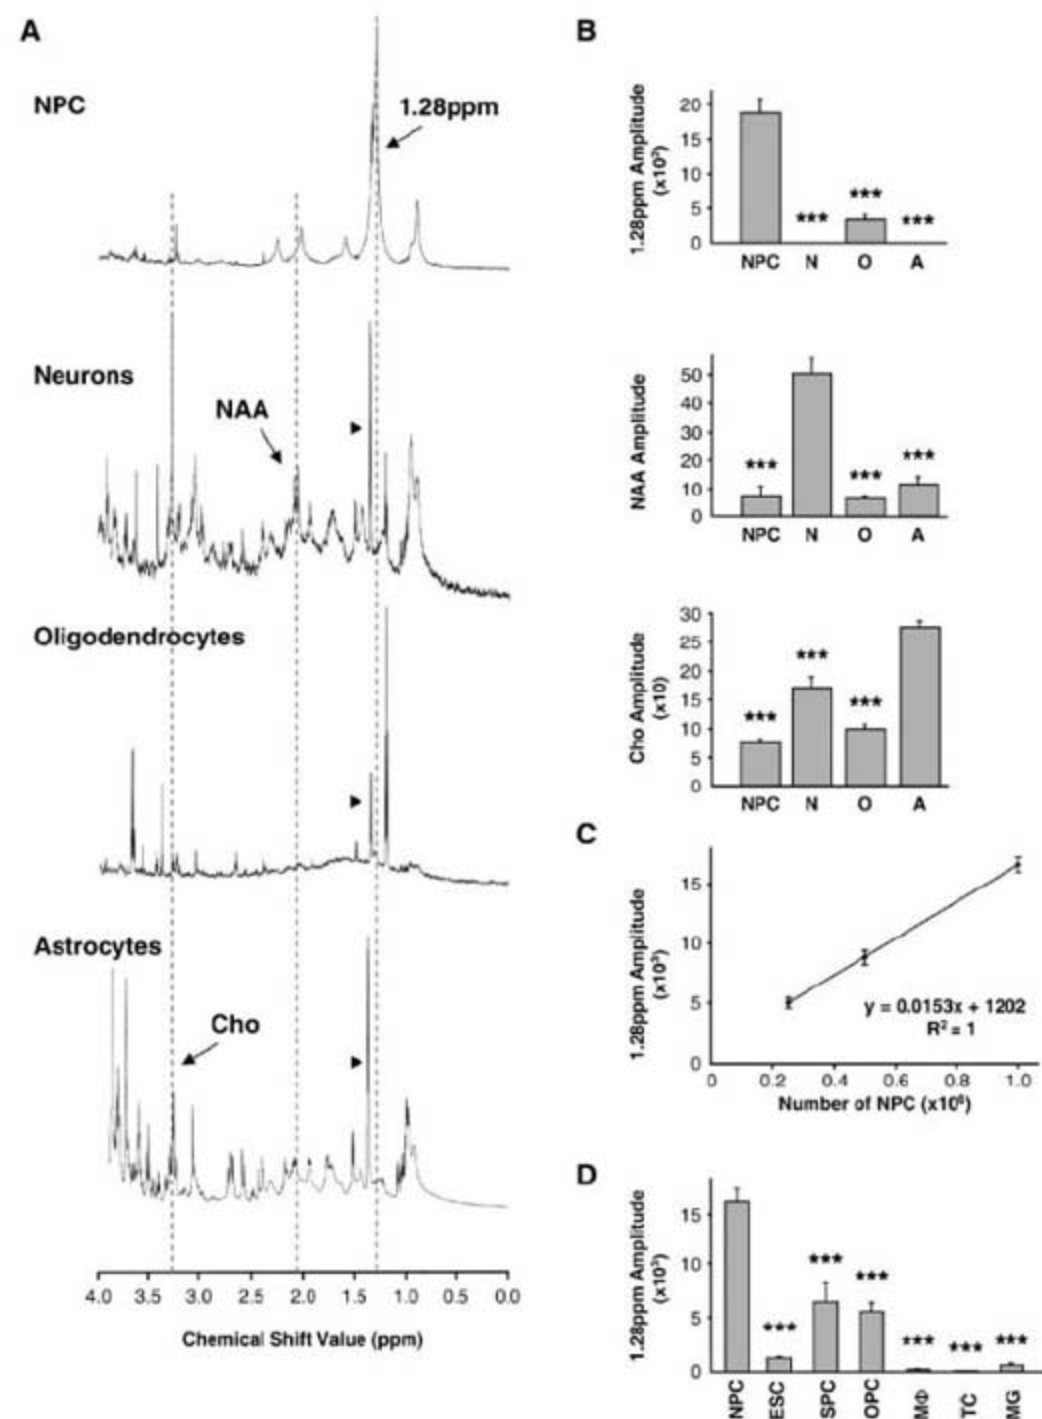 A
NPC
1.28ppm
Neurons
NAA
Oligodendrocytes
Astrocytes
Cho
4.0 3.5 3.0 2.5 2.0 1.5 1.0 0.5 0.0
Chemical Shift Value (ppm)
B
1.28ppm Amplitude
(x10³)
20
15
10
5
0
*** *** ***
NPC N O A
NAA Amplitude
50
40
30
20
10
0
*** *** ***
NPC N O A
Cho Amplitude
(x10)
30
25
20
15
10
5
0
*** *** ***
NPC N O A
C
1.28ppm Amplitude
(x10³)
15
10
5
0
y = 0.0153x + 1202
R² = 1
0 0.2 0.4 0.6 0.8 1.0
Number of NPC (x10⁶)
D
1.28ppm Amplitude
(x10³)
15
10
5
0
*** *** *** *** *** ***
NPC ESC SPC OPC MΦ TC MG